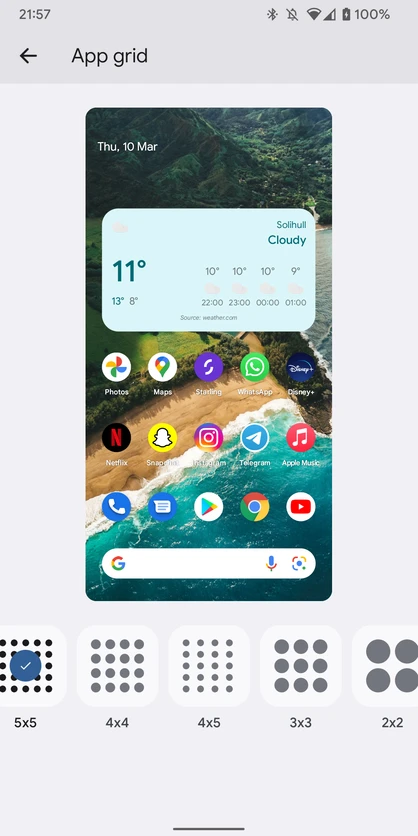 21:57 100%
App grid
Thu, 10 Mar
Solihull
Cloudy
11°
10° 10° 10° 9°
13° 8° 22:00 23:00 00:00 01:00
Source: weather.com
Photos Maps Starling WhatsApp Disney+
Netflix Snapchat Instagram Telegram Apple Music
5x5 4x4 4x5 3x3 2x2